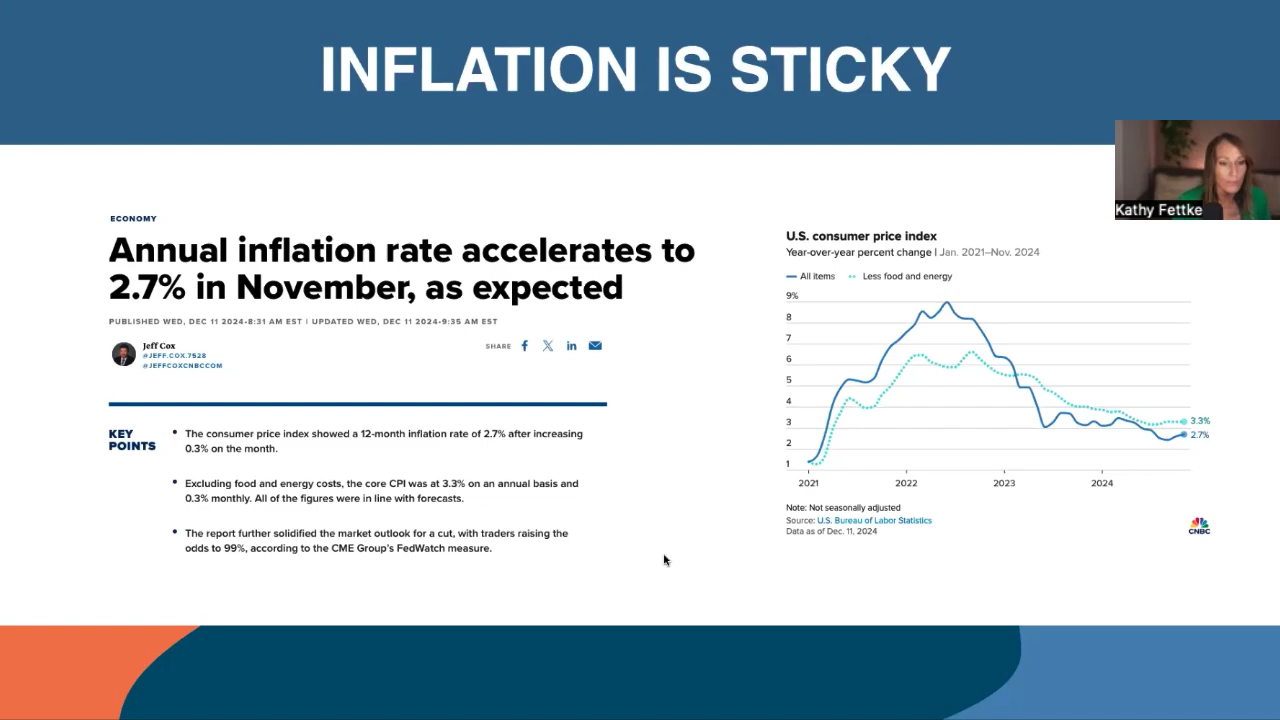 INFLATION IS STICKY
Kathy Fettke
ECONOMY
Annual inflation rate accelerates to
2.7% in November, as expected
PUBLISHED WED, DEC 11 2024•8:31 AM EST | UPDATED WED, DEC 11 2024•9:35 AM EST
Jeff Cox
@JEFF.COX.7528
@JEFFCOXCNBCCOM
SHARE
KEY
POINTS
• The consumer price index showed a 12-month inflation rate of 2.7% after increasing
0.3% on the month.
• Excluding food and energy costs, the core CPI was at 3.3% on an annual basis and
0.3% monthly. All of the figures were in line with forecasts.
• The report further solidified the market outlook for a cut, with traders raising the
odds to 99%, according to the CME Group's FedWatch measure.
U.S. consumer price index
Year-over-year percent change | Jan. 2021–Nov. 2024
All items Less food and energy
9%
8
7
6
5
4
3
2
1
3.3%
2.7%
2021 2022 2023 2024
Note: Not seasonally adjusted
Source: U.S. Bureau of Labor Statistics
Data as of Dec. 11, 2024
CNBC